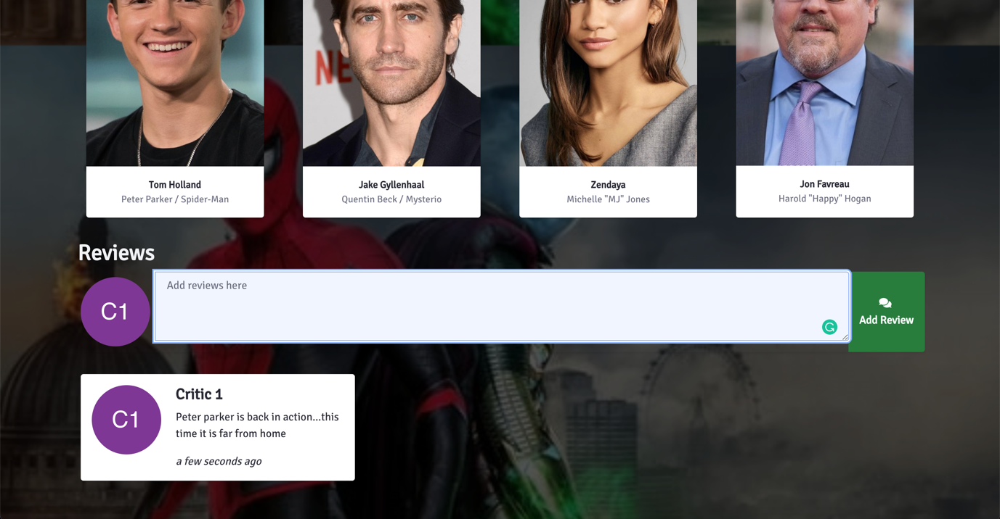 NE
Tom Holland
Peter Parker / Spider-Man
Jake Gyllenhaal
Quentin Beck / Mysterio
Zendaya
Michelle "MJ" Jones
Jon Favreau
Harold "Happy" Hogan
Reviews
C1
Add reviews here
Add Review
C1
Critic 1
Peter parker is back in action...this
time it is far from home
a few seconds ago